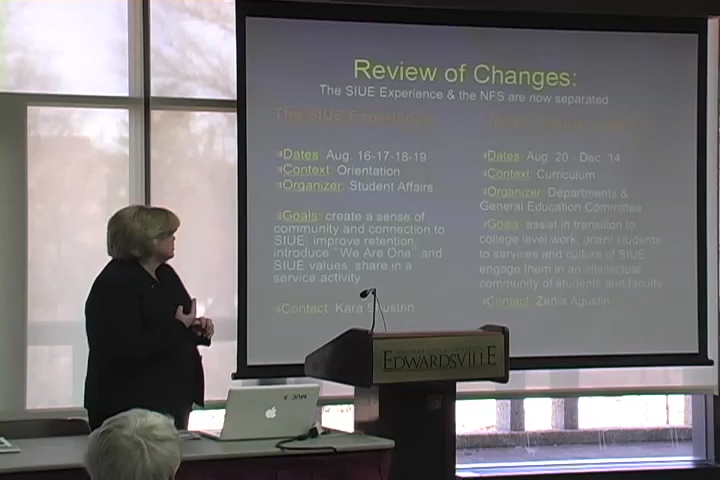 Review of Changes:
The SIUE Experience & the NFS are now separated
The SIUE Experience
Dates: Aug. 16-17-18-19
Context: Orientation
Organizer: Student Affairs
Goals: create a sense of
community and connection to
SIUE, improve retention,
introduce "We Are One" and
SIUE values, share in a
service activity
Contact: Kara
Dates: Aug 20 - Dec. 14
Context: Curriculum
Organizer: Departments &
General Education Committee
Goals: assist in transition to
college level work, orient students
to services and culture of SIUE
engage them in an intellectual
community of students and faculty
Contact: Zenia Agustin
EDWARDSVILLE